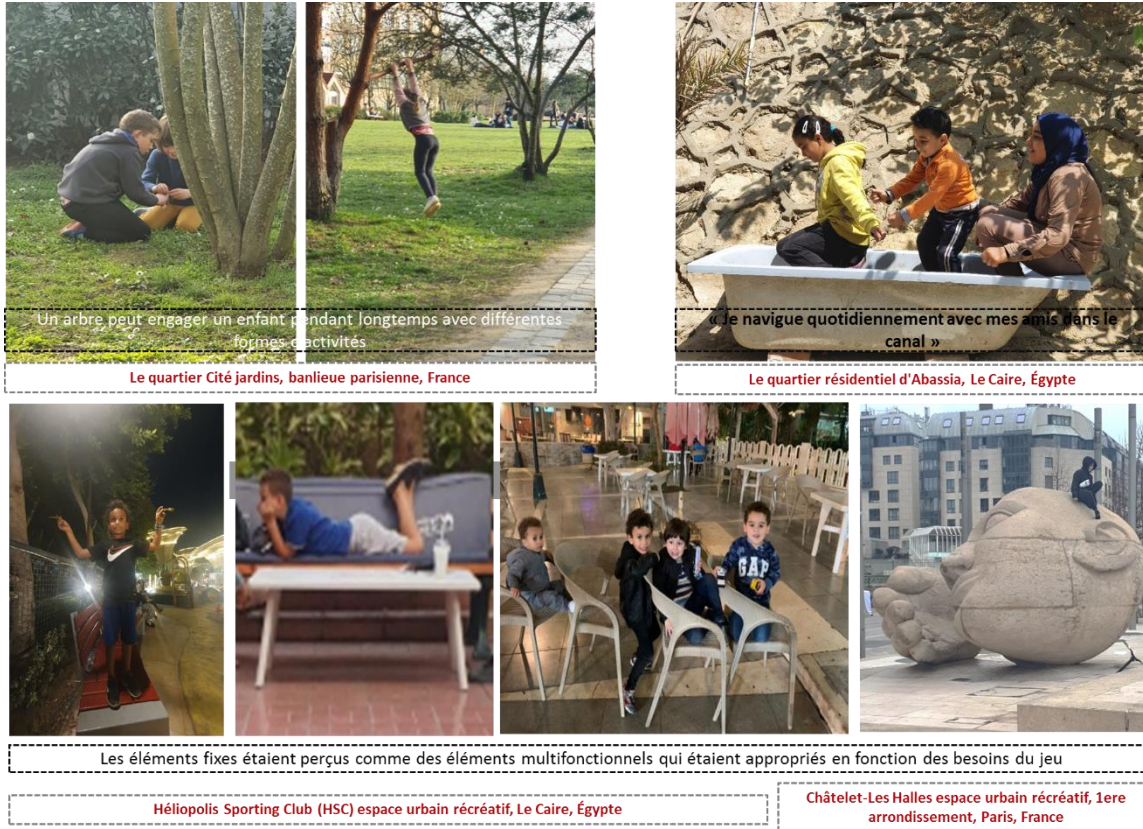 Un arbre peut engager un enfant pendant longtemps avec différentes
formes d'activités
« Je navigue quotidiennement avec mes amis dans le
canal »
Le quartier Cité jardins, banlieue parisienne, France
Le quartier résidentiel d'Abassia, Le Caire, Égypte
GAP
Les éléments fixes étaient perçus comme des éléments multifonctionnels qui étaient appropriés en fonction des besoins du jeu
Héliopolis Sporting Club (HSC) espace urbain récréatif, Le Caire, Égypte
Châtelet-Les Halles espace urbain récréatif, 1ere
arrondissement, Paris, France